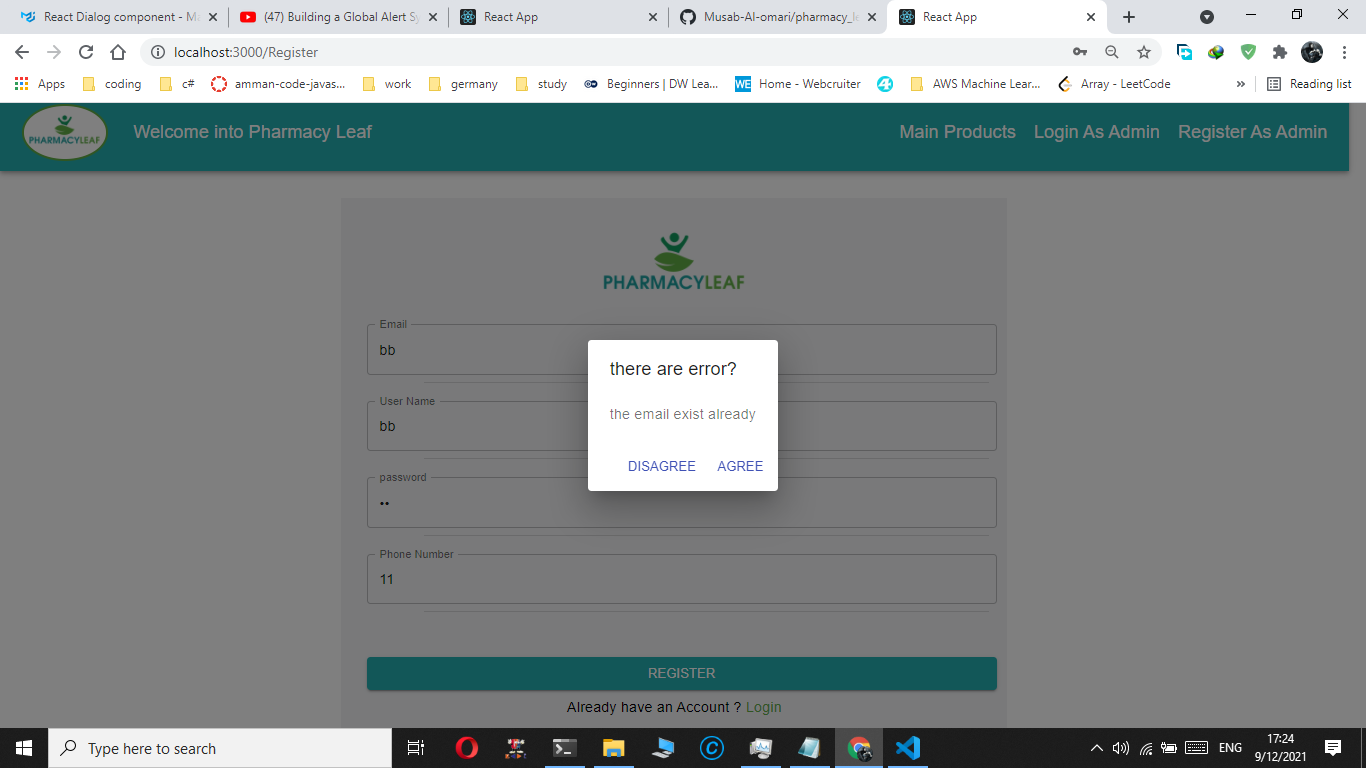 React Dialog component - Ma
(47) Building a Global Alert Sy
React App
Musab-Al-omari/pharmacy_le
React App
localhost:3000/Register
Apps
coding
c#
amman-code-javas...
work
germany
study
Beginners | DW Lea...
WE
Home - Webcruiter
AWS Machine Lear...
Array - LeetCode
»
Reading list
PHARMACYLEAF
Welcome into Pharmacy Leaf
Main Products
Login As Admin
Register As Admin
PHARMACYLEAF
Email
bb
there are error?
the email exist already
DISAGREE
AGREE
User Name
bb
password
••
Phone Number
11
REGISTER
Already have an Account ? Login
Type here to search
ENG
17:24
9/12/2021